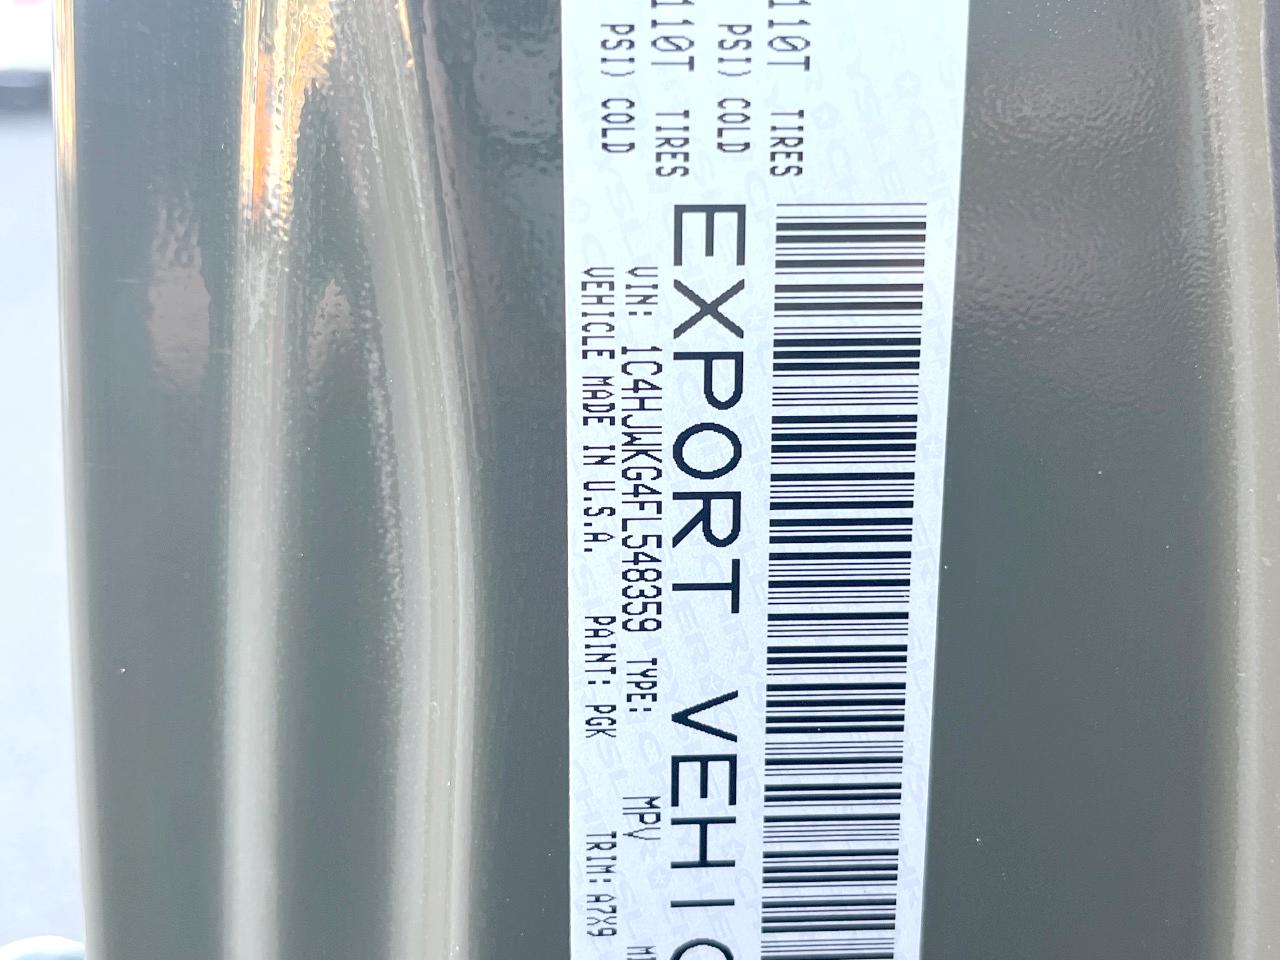 110T TIRES
PSI) COLD
110T TIRES
PSI) COLD
EXPORT VEHIC
VIN: 1C4HJWKG4FL548359 TYPE: MPV
VEHICLE MADE IN U.S.A. PAINT: PGK TRIM: A7X9